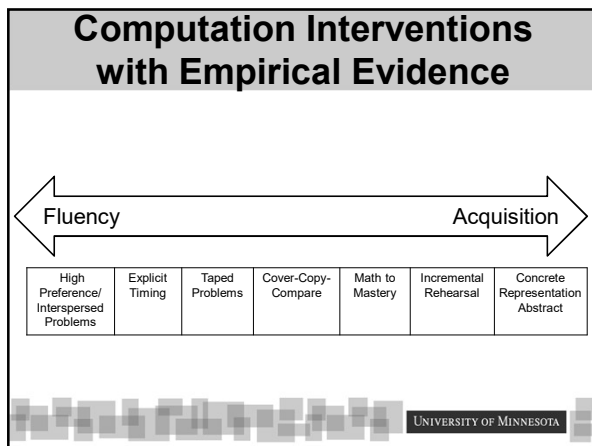 Computation Interventions
with Empirical Evidence
Fluency
Acquisition
High
Preference/
Interspersed
Problems
Explicit
Timing
Taped
Problems
Cover-Copy-
Compare
Math to
Mastery
Incremental
Rehearsal
Concrete
Representation
Abstract
UNIVERSITY OF MINNESOTA